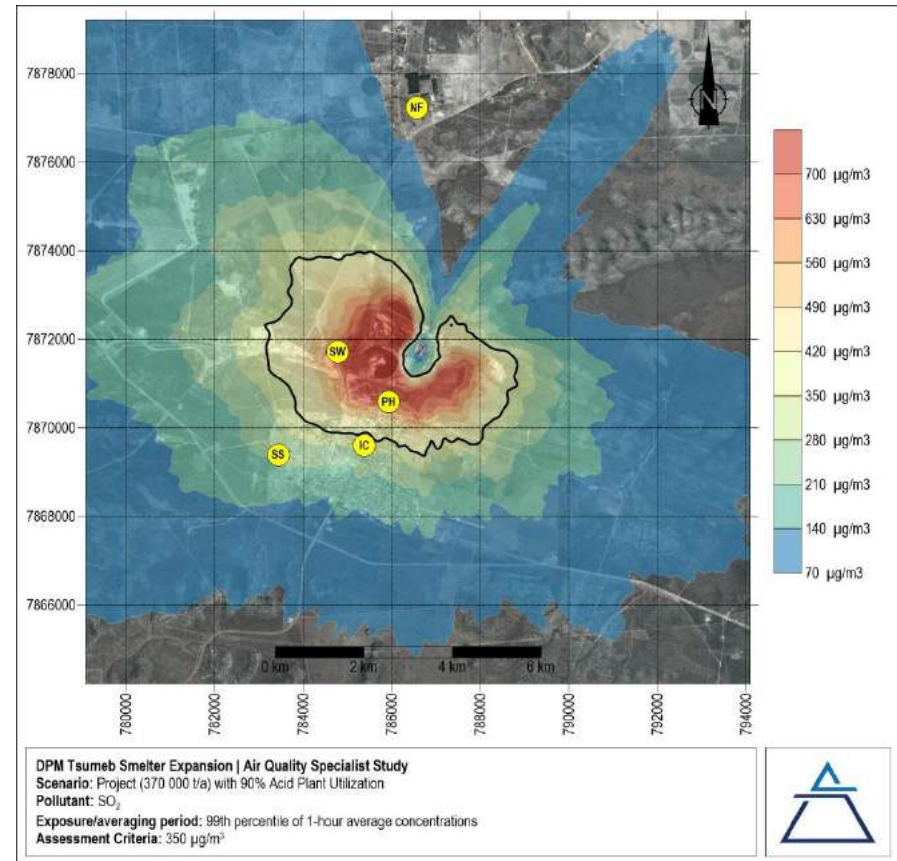 7878000
7876000
7874000
7872000
7870000
7868000
7866000
NF
N
SW
PH
IC
SS
0 km 2 km 4 km 6 km
780000 782000 784000 786000 788000 790000 792000 794000
700 µg/m3
630 µg/m3
560 µg/m3
490 µg/m3
420 µg/m3
350 µg/m3
280 µg/m3
210 µg/m3
140 µg/m3
70 µg/m3
DPM Tsumeb Smelter Expansion | Air Quality Specialist Study
Scenario: Project (370 000 t/a) with 90% Acid Plant Utilization
Pollutant: SO₂
Exposure/averaging period: 99th percentile of 1-hour average concentrations
Assessment Criteria: 350 µg/m³